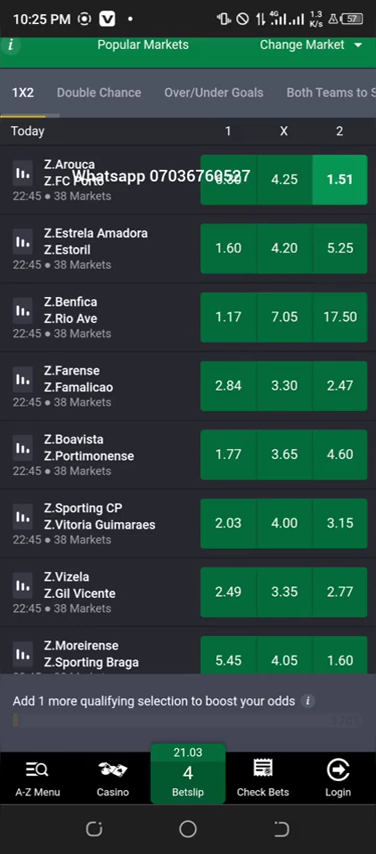 10:25 PM
4G
1.3
K/s
57
Popular Markets
Change Market
1X2
Double Chance
Over/Under Goals
Both Teams to S
Today
1
X
2
Z.Arouca
Whatsapp 07036760527
Z.FC Porto
4.25
1.51
22:45 ● 38 Markets
Z.Estrela Amadora
1.60
4.20
5.25
Z.Estoril
22:45 ● 38 Markets
Z.Benfica
1.17
7.05
17.50
Z.Rio Ave
22:45 ● 38 Markets
Z.Farense
2.84
3.30
2.47
Z.Famalicao
22:45 ● 38 Markets
Z.Boavista
1.77
3.65
4.60
Z.Portimonense
22:45 ● 38 Markets
Z.Sporting CP
2.03
4.00
3.15
Z.Vitoria Guimaraes
22:45 ● 38 Markets
Z.Vizela
2.49
3.35
2.77
Z.Gil Vicente
22:45 ● 38 Markets
Z.Moreirense
5.45
4.05
1.60
Z.Sporting Braga
Add 1 more qualifying selection to boost your odds
21.03
4
A-Z Menu
Casino
Betslip
Check Bets
Login